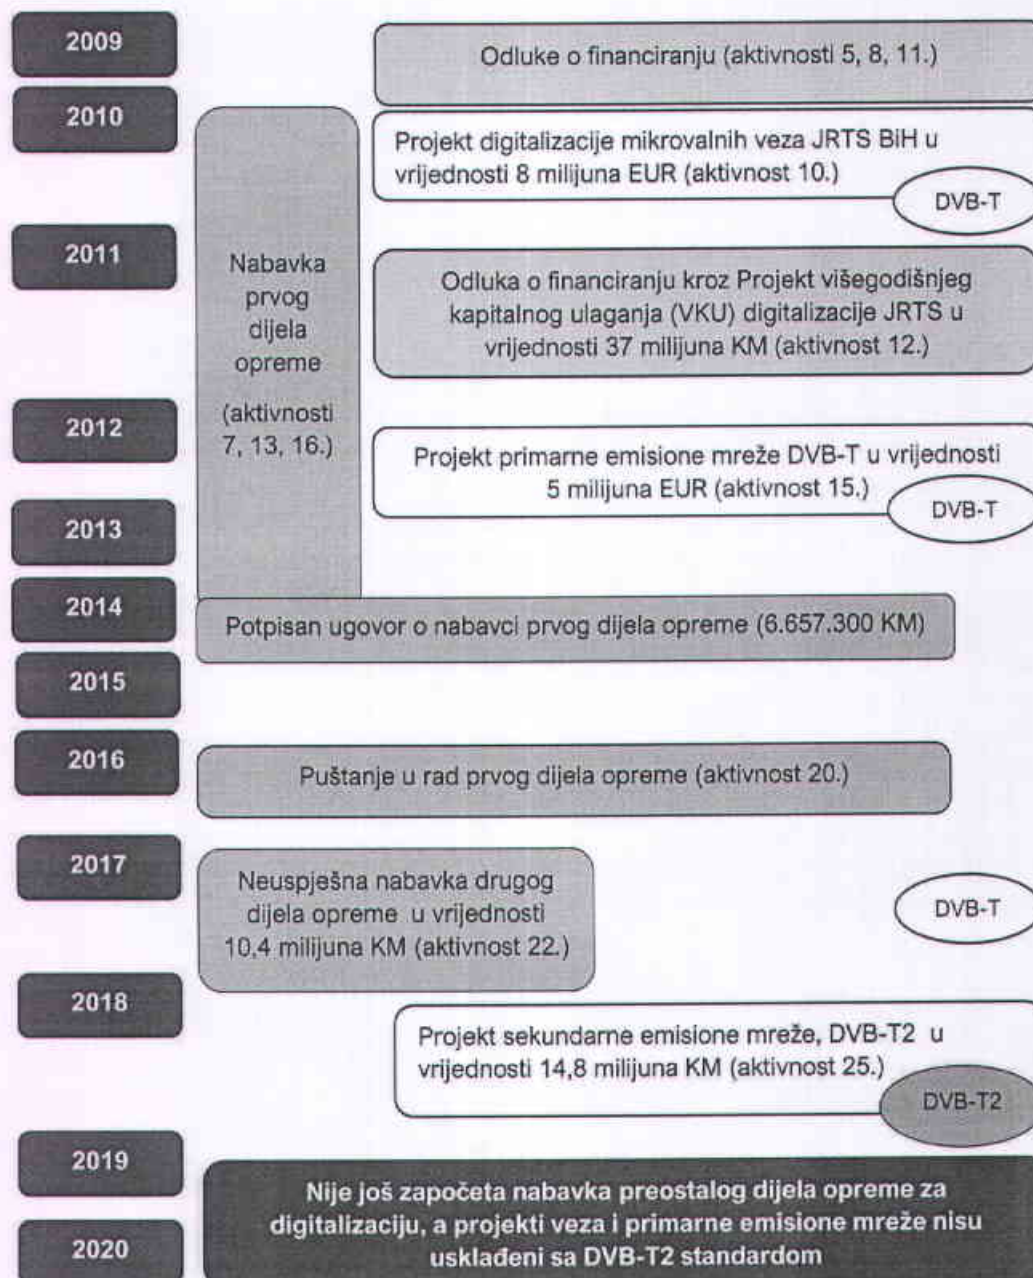 2009
Odluke o financiranju (aktivnosti 5, 8, 11.)
2010
Projekt digitalizacije mikrovalnih veza JRTS BiH u
vrijednosti 8 milijuna EUR (aktivnost 10.)
DVB-T
2011
Nabavka
prvog
dijela
opreme
(aktivnosti
7, 13, 16.)
Odluka o financiranju kroz Projekt višegodišnjeg
kapitalnog ulaganja (VKU) digitalizacije JRTS u
vrijednosti 37 milijuna KM (aktivnost 12.)
2012
Projekt primarne emisione mreže DVB-T u vrijednosti
5 milijuna EUR (aktivnost 15.)
DVB-T
2013
2014
Potpisan ugovor o nabavci prvog dijela opreme (6.657.300 KM)
2015
2016
Puštanje u rad prvog dijela opreme (aktivnost 20.)
2017
Neuspješna nabavka drugog
dijela opreme u vrijednosti
10,4 milijuna KM (aktivnost 22.)
DVB-T
2018
Projekt sekundarne emisione mreže, DVB-T2 u
vrijednosti 14,8 milijuna KM (aktivnost 25.)
DVB-T2
2019
Nije još započeta nabavka preostalog dijela opreme za
digitalizaciju, a projekti veza i primarne emisione mreže nisu
usklađeni sa DVB-T2 standardom
2020